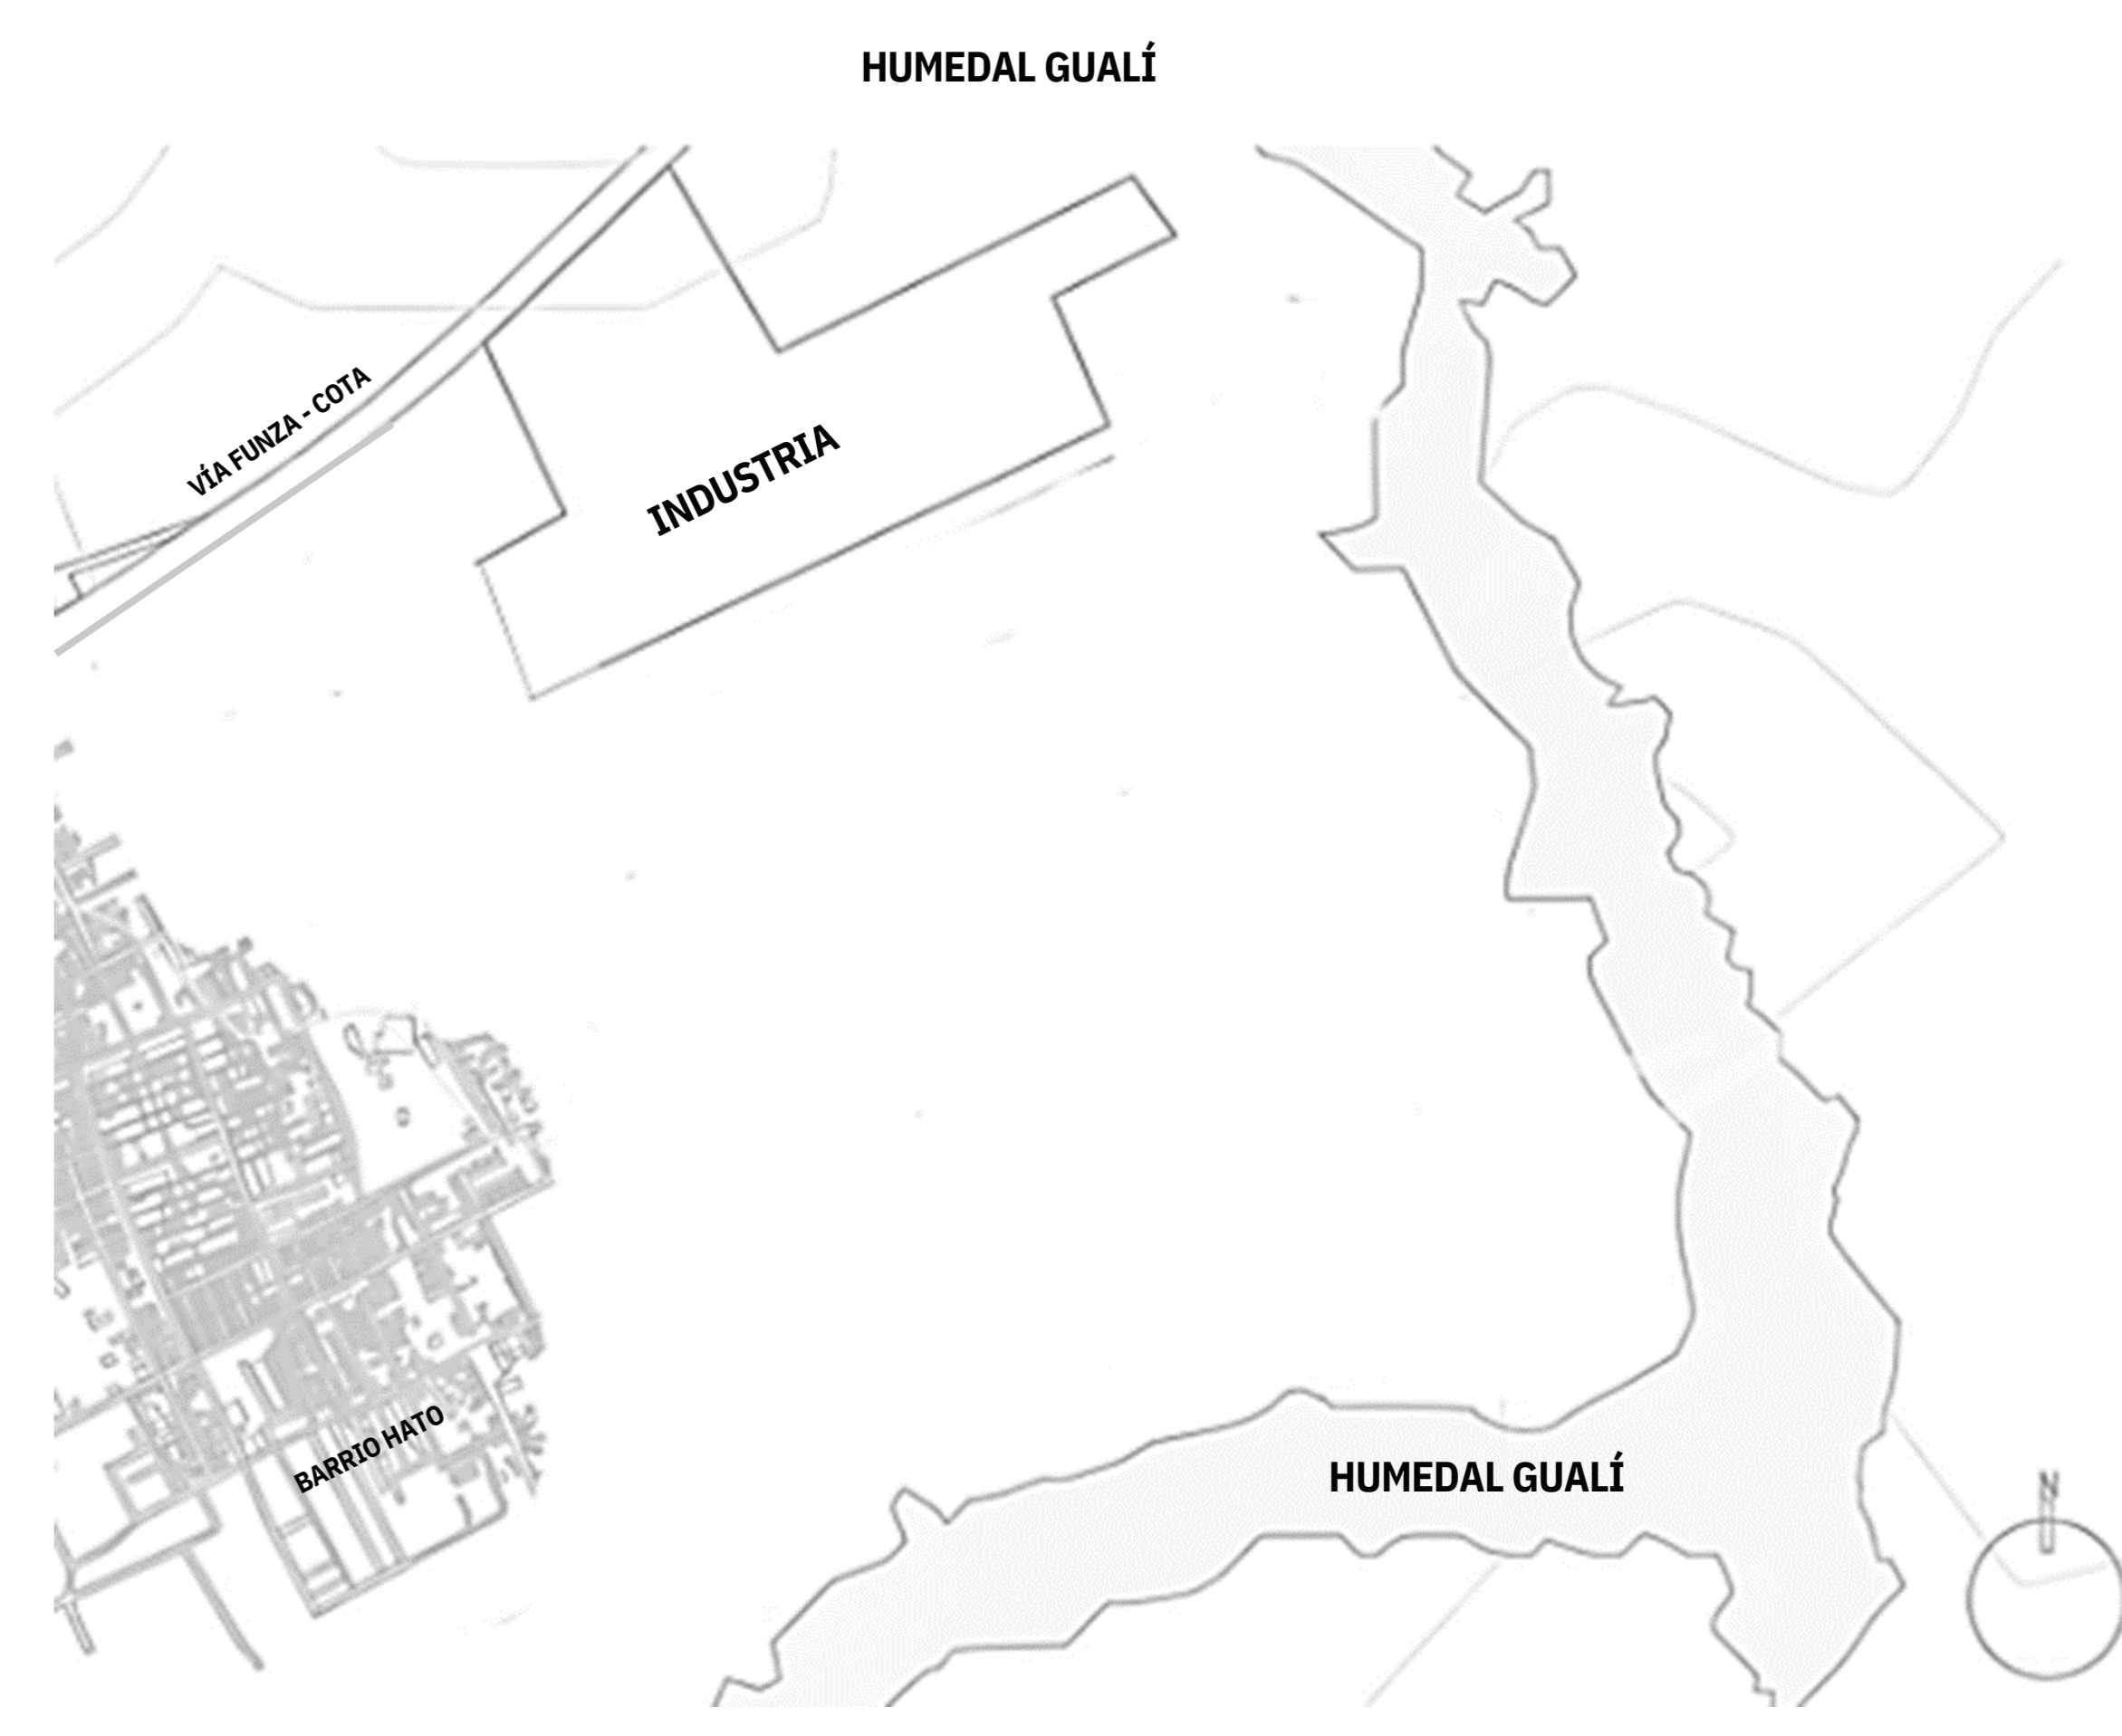 HUMEDAL GUALÍ
VÍA FUNZA - COTA
INDUSTRIA
BARRIO HATO
HUMEDAL GUALÍ
N